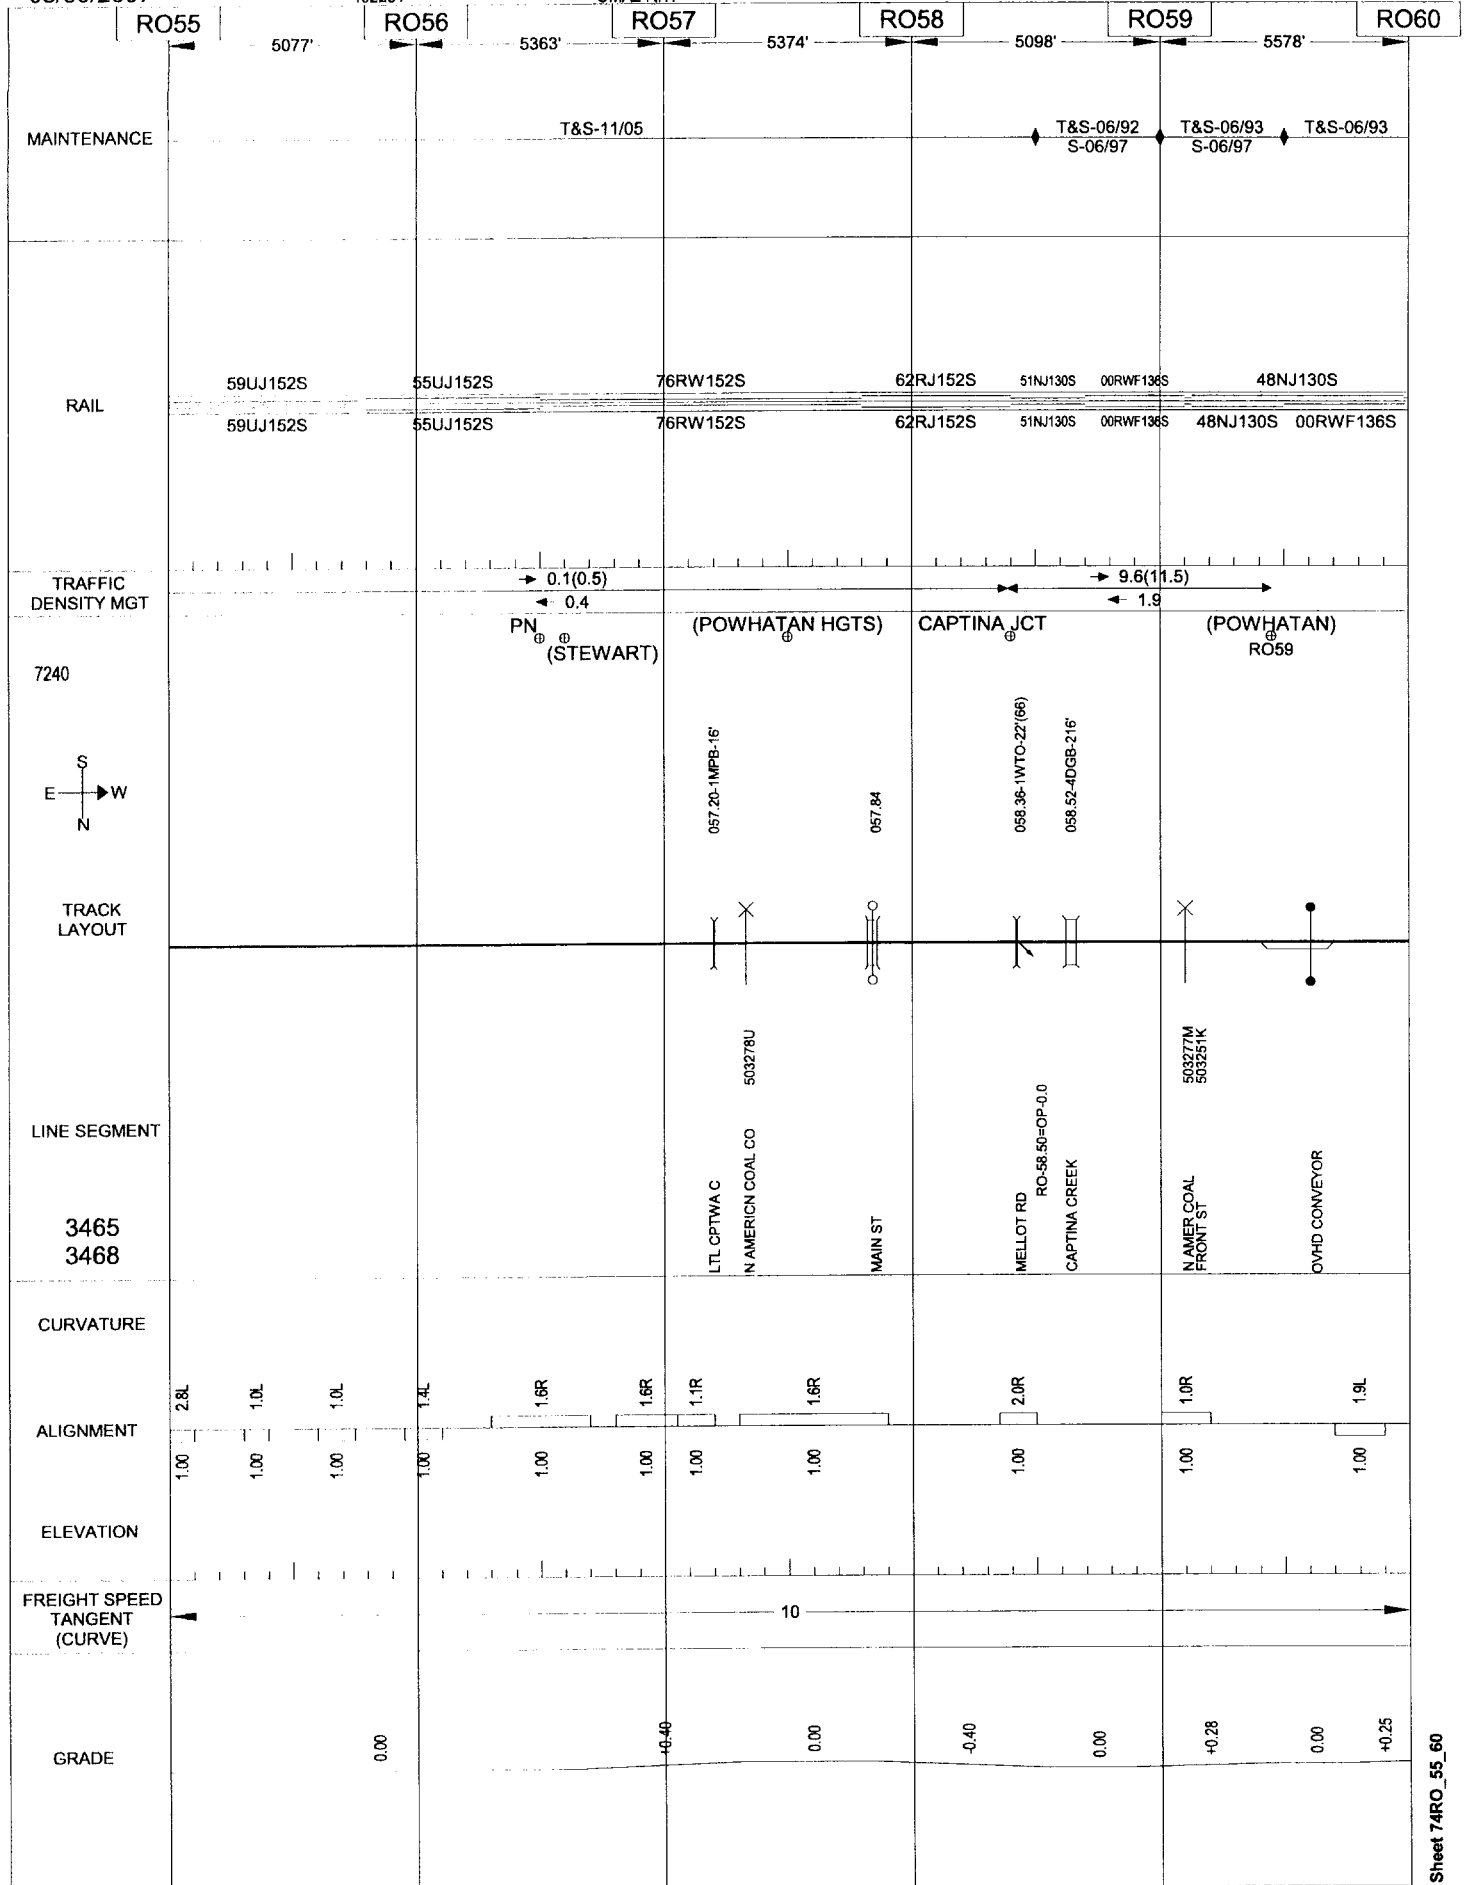 RO55 RO56 RO57 RO58 RO59 RO60
5077' 5363' 5374' 5098' 5578'
MAINTENANCE
T&S-11/05 T&S-06/92 T&S-06/93 T&S-06/93
S-06/97 S-06/97
59UJ152S 55UJ152S 76RW152S 62RJ152S 51NJ130S 00RWF136S 48NJ130S
RAIL
59UJ152S 55UJ152S 76RW152S 62RJ152S 51NJ130S 00RWF136S 48NJ130S 00RWF136S
TRAFFIC
DENSITY MGT
0.1(0.5) 9.6(11.5)
0.4 1.9
PN (POWHATAN HGTS) CAPTINA JCT (POWHATAN)
(STEWART) RO59
7240
S
E W
N
057.20-1MPB-16'
057.84
058.36-1WTO-22'(66)
058.52-4DGB-216'
TRACK
LAYOUT
503278U
503277M
503251K
LINE SEGMENT
3465
3468
LTL CPTWA C
N AMERICN COAL CO
MAIN ST
MELLOT RD
RO-58.50=OP-0.0
CAPTINA CREEK
N AMER COAL
FRONT ST
OVHD CONVEYOR
CURVATURE
2.8L 1.0L 1.0L 1.4L 1.6R 1.6R 1.1R 1.6R 2.0R 1.0R 1.9L
ALIGNMENT
1.00 1.00 1.00 1.00 1.00 1.00 1.00 1.00 1.00 1.00 1.00
ELEVATION
FREIGHT SPEED
TANGENT
(CURVE)
10
GRADE
0.00 +0.40 0.00 -0.40 0.00 +0.28 0.00 +0.25
Sheet 74RO_55_60